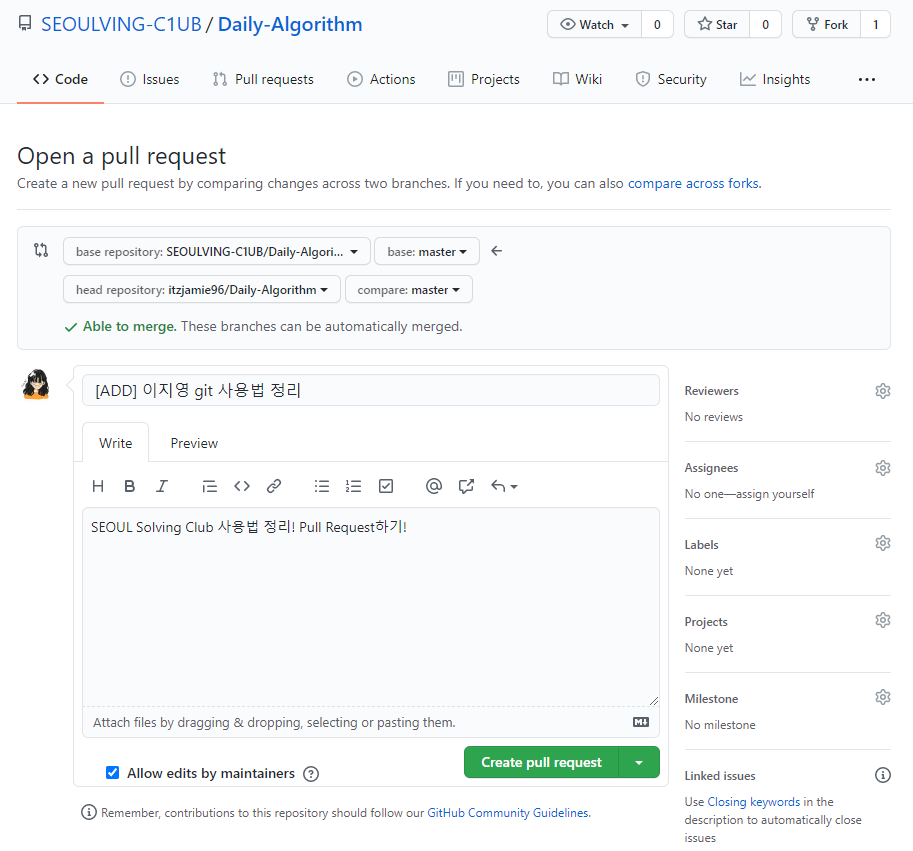 SEOULVING-C1UB / Daily-Algorithm
Watch 0 Star 0 Fork 1
Code Issues Pull requests Actions Projects Wiki Security Insights
Open a pull request
Create a new pull request by comparing changes across two branches. If you need to, you can also compare across forks.
base repository: SEOULVING-C1UB/Daily-Algori... base: master
head repository: itzjamie96/Daily-Algorithm compare: master
Able to merge. These branches can be automatically merged.
[ADD] 이지영 git 사용법 정리
Write Preview
SEOUL Solving Club 사용법 정리! Pull Request하기!
Attach files by dragging & dropping, selecting or pasting them.
Allow edits by maintainers
Create pull request
Remember, contributions to this repository should follow our GitHub Community Guidelines.
Reviewers
No reviews
Assignees
No one—assign yourself
Labels
None yet
Projects
None yet
Milestone
No milestone
Linked issues
Use Closing keywords in the
description to automatically close
issues